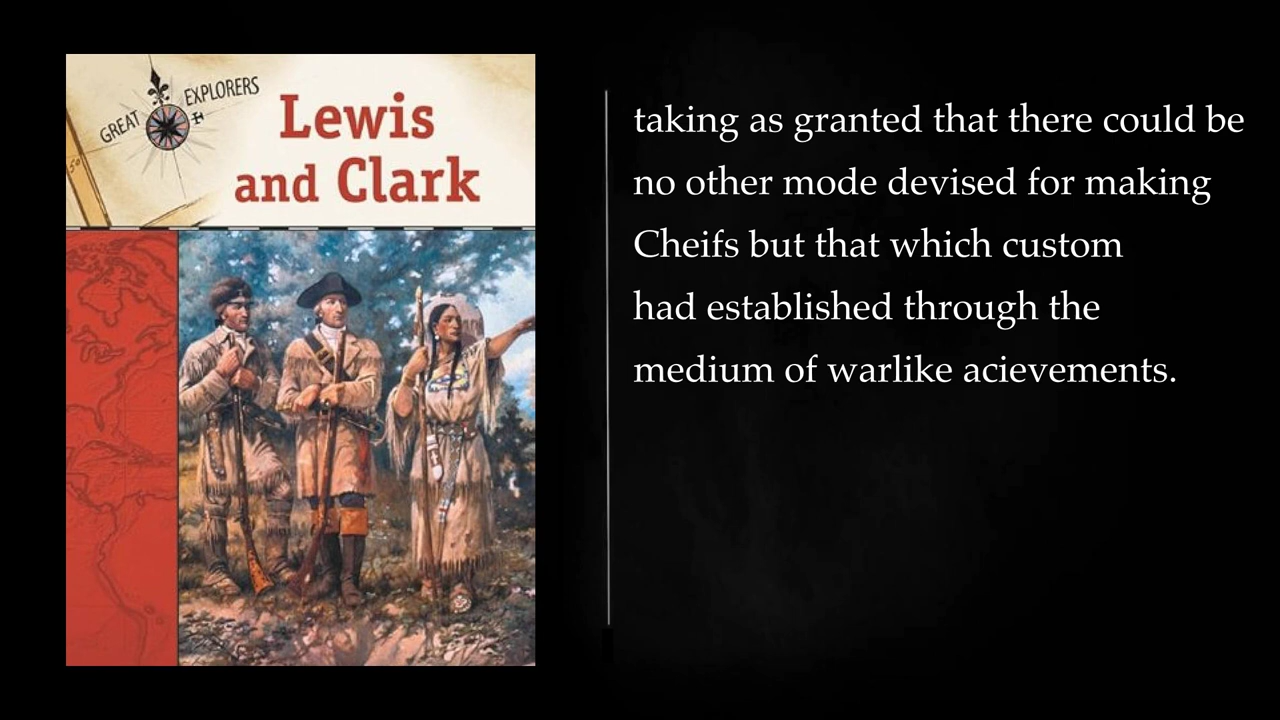 GREAT EXPLORERS
Lewis
and Clark
50
taking as granted that there could be
no other mode devised for making
Cheifs but that which custom
had established through the
medium of warlike acievements.